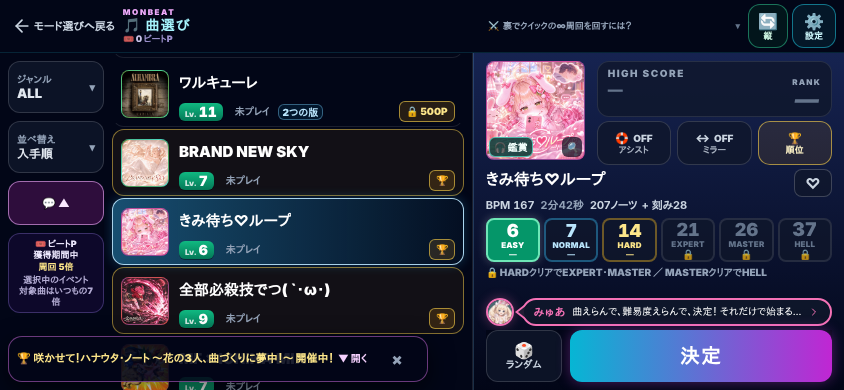 モード選びへ戻る
MONBEAT
🎵 曲選び
0 ビートP
⚔ 裏でクイックの∞周回を回すには?
縦
設定
ジャンル
ALL
並べ替え
入手順
💬 ▲
ビートP
獲得期間中
周回 5倍
選択中のイベント
対象曲はいつもの7
倍
ALHAMBRA
ワルキューレ
Lv. 11 未プレイ 2つの版
🔒 500P
BRAND NEW SKY
Lv. 7 未プレイ
きみ待ち♡ループ
Lv. 6 未プレイ
全部必殺技でつ(｀･ω･)
Lv. 9 未プレイ
未プレイ
🏆 咲かせて!ハナウタ・ノート 〜花の3人、曲づくりに夢中!〜 開催中! ▼ 開く ✖
🎧 鑑賞
HIGH SCORE
—
RANK
—
OFF
アシスト
↔ OFF
ミラー
順位
きみ待ち♡ループ
BPM 167 2分42秒 207ノーツ + 刻み28
6
EASY
—
7
NORMAL
—
14
HARD
—
21
EXPERT
26
MASTER
37
HELL
🔒 HARDクリアでEXPERT・MASTER ／ MASTERクリアでHELL
みゅあ 曲えらんで、難易度えらんで、決定! それだけで始まる…
ランダム
決定